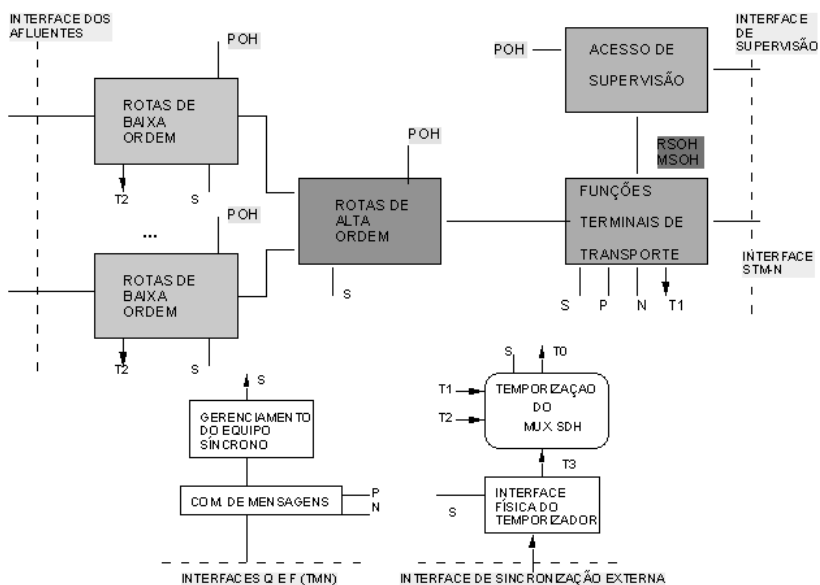 INTERFACE DOS
AFLUENTES
POH
ROTAS DE
BAIXA
ORDEM
T2
S
...
POH
ROTAS DE
BAIXA
ORDEM
T2
S
POH
ROTAS DE
ALTA
ORDEM
S
POH
ACESSO DE
SUPERVISÃO
INTERFACE
DE
SUPERVISÃO
RSOH
MSOH
FUNÇÕES
TERMINAIS DE
TRANSPORTE
INTERFACE
STM-N
S P N T1
S
GERENCIAMENTO
DO EQUIPO
SÍNCRONO
COM. DE MENSAGENS
P
N
INTERFACES Q E F (TMN)
S T0
T1
T2
TEMPORIZAÇAO
DO
MUX SDH
T3
S
INTERFACE
FÍSICA DO
TEMPORIZADOR
INTERFACE DE SINCRONIZAÇÃO EXTERNA